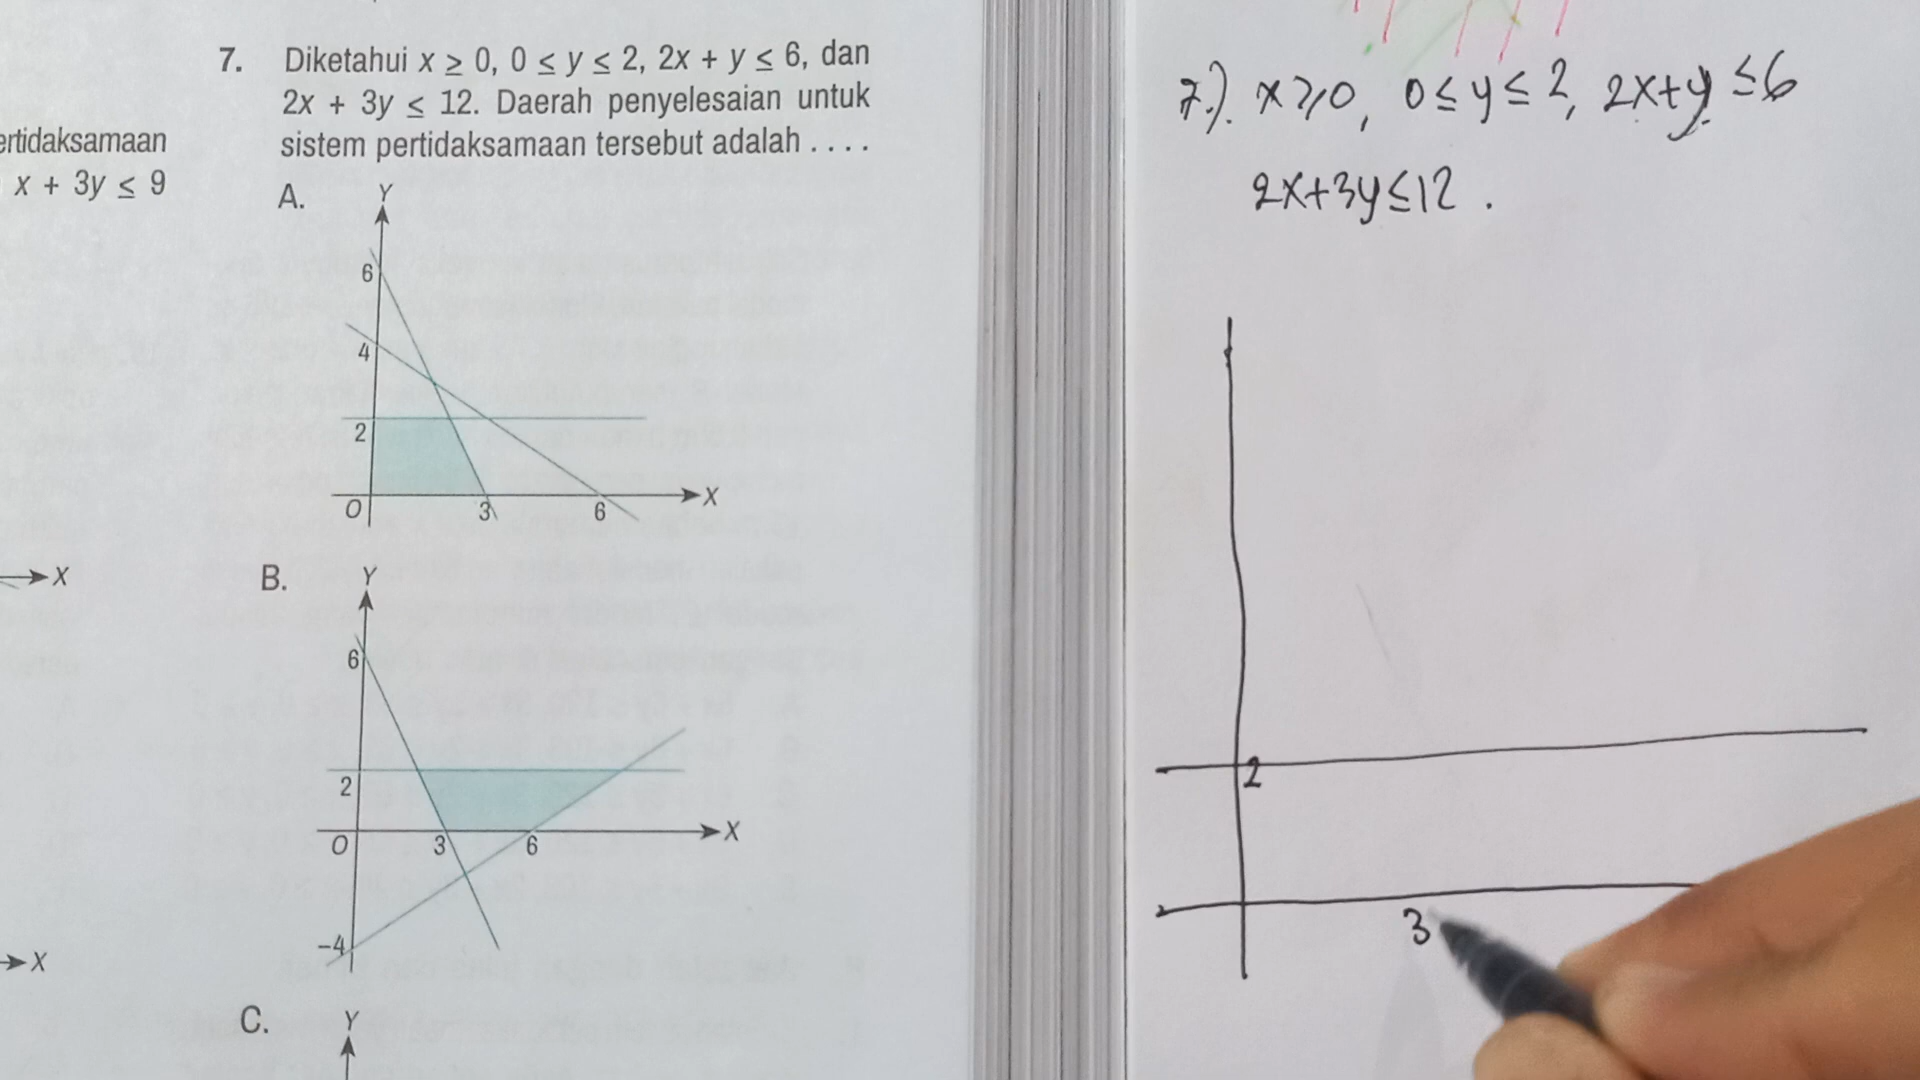 ertidaksamaan
x + 3y ≤ 9
X
X
7. Diketahui x ≥ 0, 0 ≤ y ≤ 2, 2x + y ≤ 6, dan
2x + 3y ≤ 12. Daerah penyelesaian untuk
sistem pertidaksamaan tersebut adalah . . . .
A.
Y
6
4
2
O 3 6 X
B.
Y
6
2
O 3 6 X
−4
C.
Y
7.) x ≥ 0, 0 ≤ y ≤ 2, 2x+y ≤ 6
2x+3y ≤ 12 .
2
3